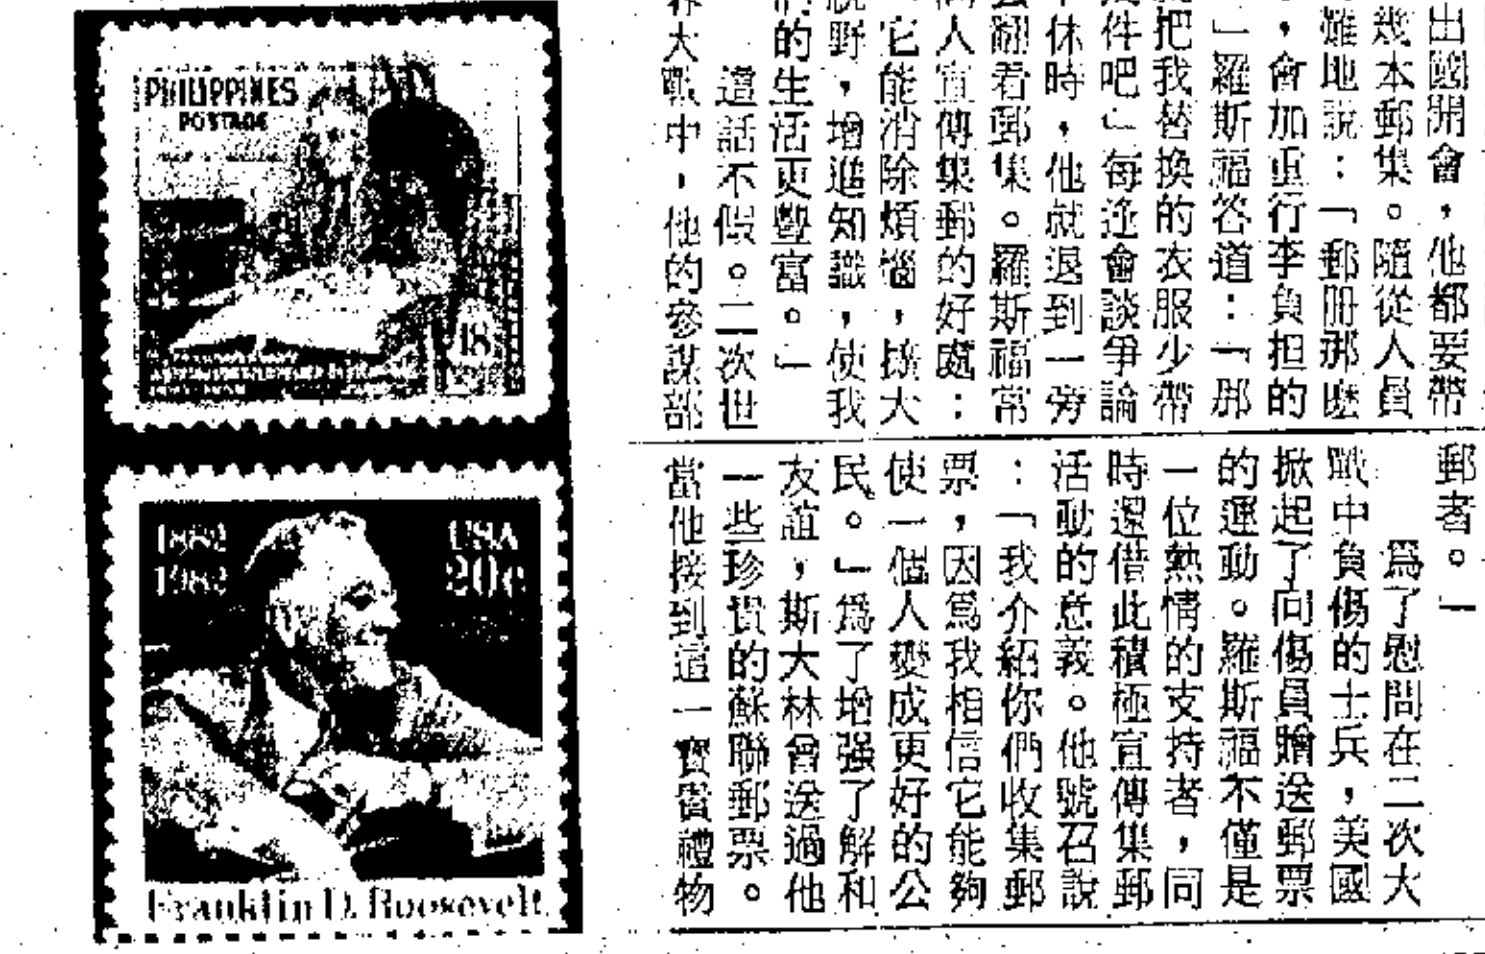 出國開會，他都要帶
幾本郵集。隨從人員
難地說：「郵册那麼
，會加重行李負担的
」羅斯福答道：「那
把我替換的衣服少帶
件吧」每逢會談爭論
休時，他就退到一旁
翻看郵集。羅斯福常
人宣傳集郵的好處：
它能消除煩惱，擴大
野，增進知識，使我
的生活更豐富。」
這話不假。二次世
大戰中，他的參謀部
郵者。」
爲了慰問在二次大
戰中負傷的士兵，美國
掀起了向傷員贈送郵票
的運動。羅斯福不僅是
一位熱情的支持者，同
時還借此積極宣傳集郵
活動的意義。他號召說
：「我介紹你們收集郵
票，因爲我相信它能夠
使一個人變成更好的公
民。」爲了增强了解和
友誼，斯大林曾送過他
一些珍貴的蘇聯郵票。
當他接到這一寶貴禮物
PHILIPPINES
POSTAGE
18
1882
1982
USA
20c
Franklin D. Roosevelt